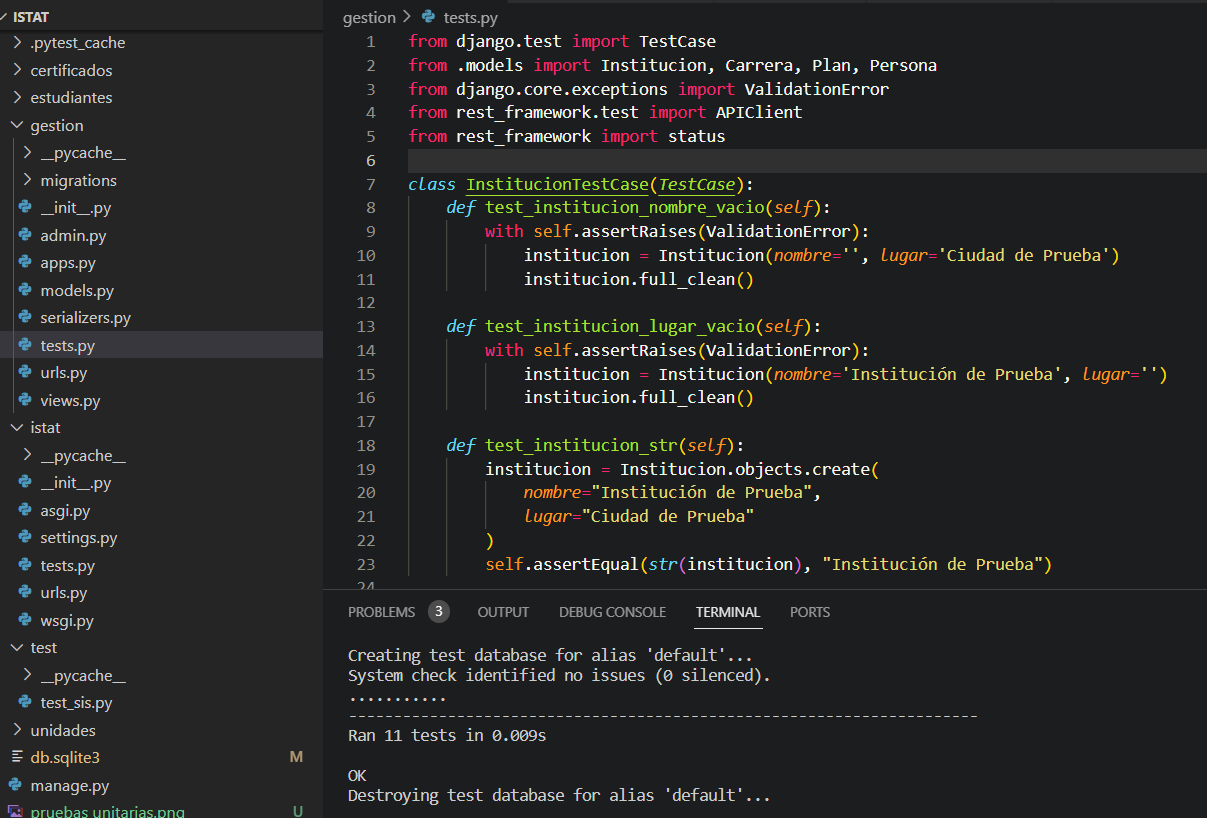 ISTAT
.pytest_cache
certificados
estudiantes
gestion
__pycache__
migrations
__init__.py
admin.py
apps.py
models.py
serializers.py
tests.py
urls.py
views.py
istat
__pycache__
__init__.py
asgi.py
settings.py
tests.py
urls.py
wsgi.py
test
__pycache__
test_sis.py
unidades
db.sqlite3 M
manage.py
pruebas unitarias.png U
gestion > tests.py
1 from django.test import TestCase
2 from .models import Institucion, Carrera, Plan, Persona
3 from django.core.exceptions import ValidationError
4 from rest_framework.test import APIClient
5 from rest_framework import status
6
7 class InstitucionTestCase(TestCase):
8 def test_institucion_nombre_vacio(self):
9 with self.assertRaises(ValidationError):
10 institucion = Institucion(nombre='', lugar='Ciudad de Prueba')
11 institucion.full_clean()
12
13 def test_institucion_lugar_vacio(self):
14 with self.assertRaises(ValidationError):
15 institucion = Institucion(nombre='Institución de Prueba', lugar='')
16 institucion.full_clean()
17
18 def test_institucion_str(self):
19 institucion = Institucion.objects.create(
20 nombre="Institución de Prueba",
21 lugar="Ciudad de Prueba"
22 )
23 self.assertEqual(str(institucion), "Institución de Prueba")
24
PROBLEMS 3 OUTPUT DEBUG CONSOLE TERMINAL PORTS
Creating test database for alias 'default'...
System check identified no issues (0 silenced).
...........
----------------------------------------------------------------------
Ran 11 tests in 0.009s
OK
Destroying test database for alias 'default'...